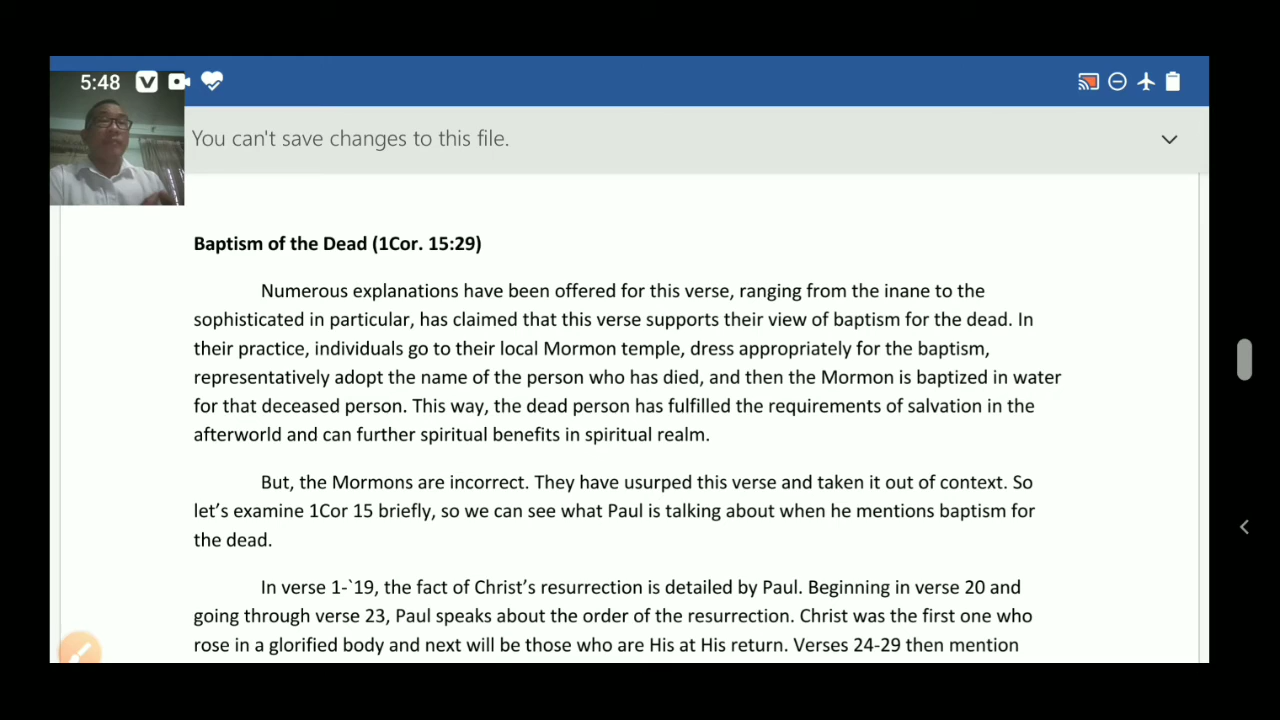 5:48
You can't save changes to this file.
Baptism of the Dead (1Cor. 15:29)
Numerous explanations have been offered for this verse, ranging from the inane to the
sophisticated in particular, has claimed that this verse supports their view of baptism for the dead. In
their practice, individuals go to their local Mormon temple, dress appropriately for the baptism,
representatively adopt the name of the person who has died, and then the Mormon is baptized in water
for that deceased person. This way, the dead person has fulfilled the requirements of salvation in the
afterworld and can further spiritual benefits in spiritual realm.
But, the Mormons are incorrect. They have usurped this verse and taken it out of context. So
let’s examine 1Cor 15 briefly, so we can see what Paul is talking about when he mentions baptism for
the dead.
In verse 1-`19, the fact of Christ’s resurrection is detailed by Paul. Beginning in verse 20 and
going through verse 23, Paul speaks about the order of the resurrection. Christ was the first one who
rose in a glorified body and next will be those who are His at His return. Verses 24-29 then mention